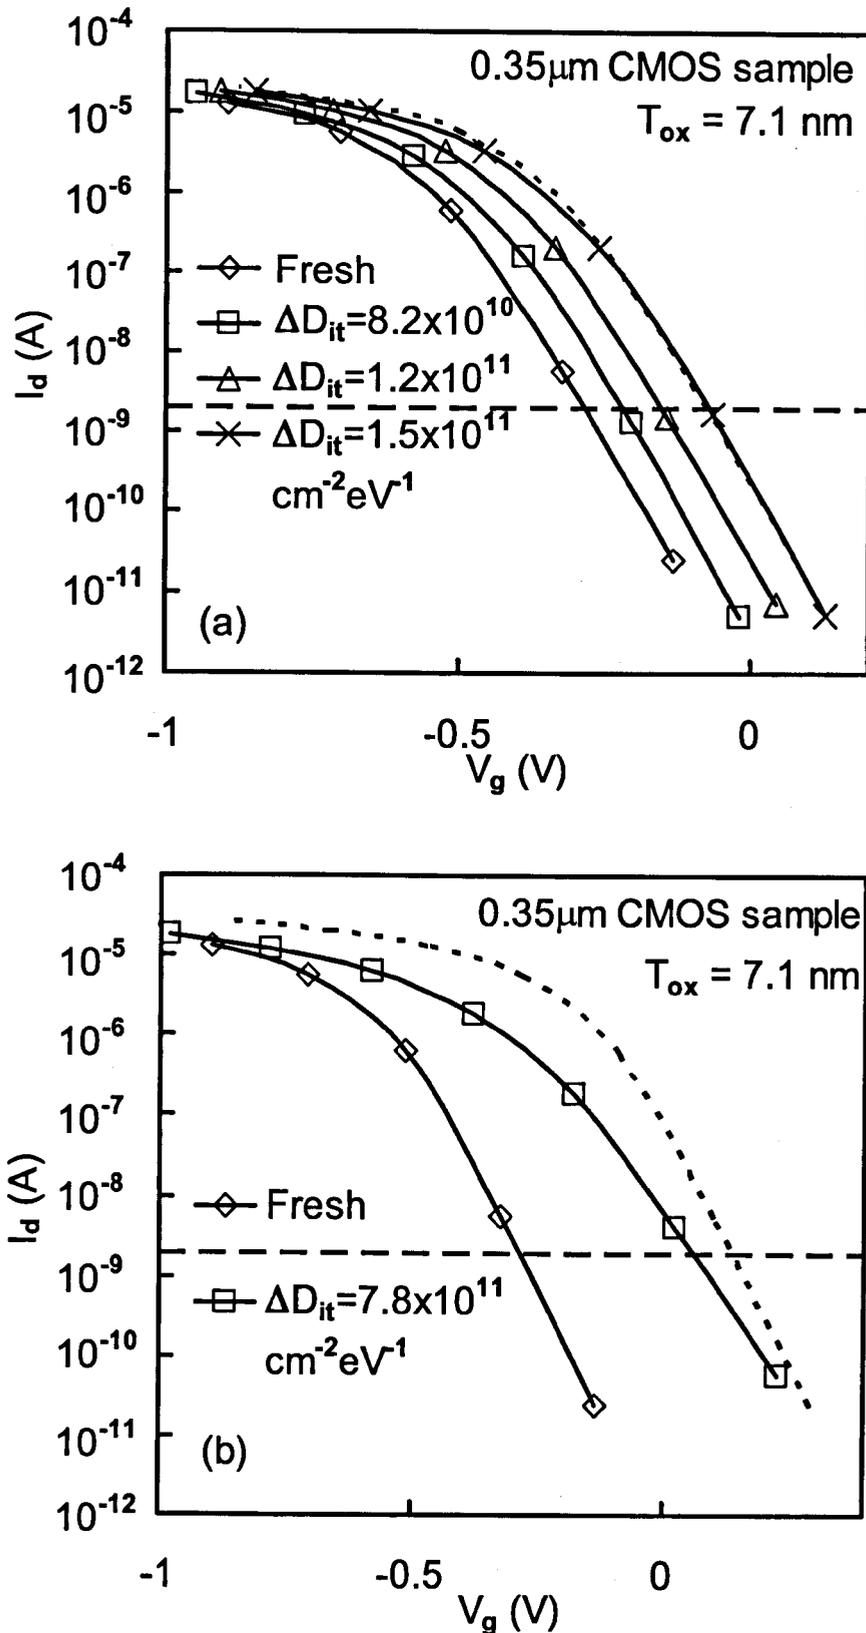 10⁻⁴
0.35μm CMOS sample
10⁻⁵
Tₒₓ = 7.1 nm
10⁻⁶
10⁻⁷
Fresh
ΔDᵢₜ=8.2x10¹⁰
10⁻⁸
ΔDᵢₜ=1.2x10¹¹
I_d (A)
10⁻⁹
ΔDᵢₜ=1.5x10¹¹
cm⁻²eV⁻¹
10⁻¹⁰
10⁻¹¹
(a)
10⁻¹²
-1
-0.5
0
V_g (V)
10⁻⁴
0.35μm CMOS sample
10⁻⁵
Tₒₓ = 7.1 nm
10⁻⁶
10⁻⁷
10⁻⁸
Fresh
I_d (A)
10⁻⁹
ΔDᵢₜ=7.8x10¹¹
10⁻¹⁰
cm⁻²eV⁻¹
10⁻¹¹
(b)
10⁻¹²
-1
-0.5
0
V_g (V)